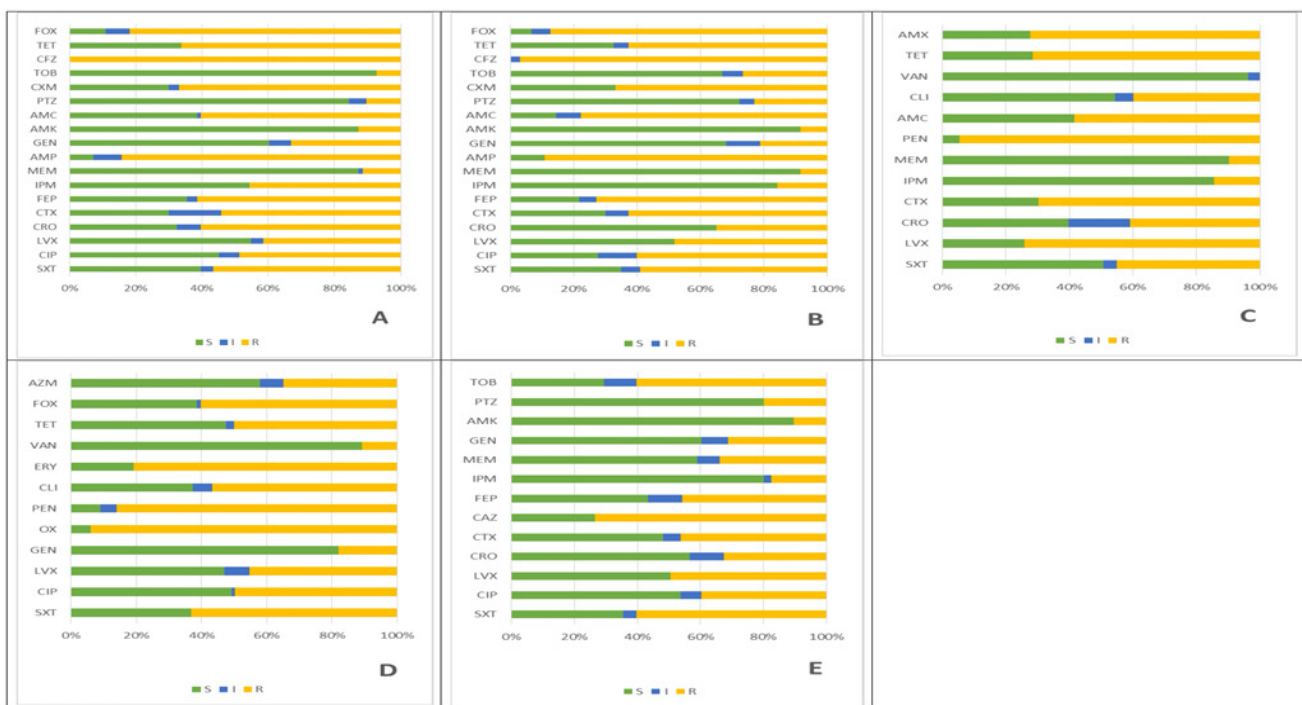 FOX
TET
CFZ
TOB
CXM
PTZ
AMC
AMK
GEN
AMP
MEM
IPM
FEP
CTX
CRO
LVX
CIP
SXT
0% 20% 40% 60% 80% 100%
A
S I R
FOX
TET
CFZ
TOB
CXM
PTZ
AMC
AMK
GEN
AMP
MEM
IPM
FEP
CTX
CRO
LVX
CIP
SXT
0% 20% 40% 60% 80% 100%
B
S I R
AMX
TET
VAN
CLI
AMC
PEN
MEM
IPM
CTX
CRO
LVX
SXT
0% 20% 40% 60% 80% 100%
C
S I R
AZM
FOX
TET
VAN
ERY
CLI
PEN
OX
GEN
LVX
CIP
SXT
0% 20% 40% 60% 80% 100%
D
S I R
TOB
PTZ
AMK
GEN
MEM
IPM
FEP
CAZ
CTX
CRO
LVX
CIP
SXT
0% 20% 40% 60% 80% 100%
E
S I R